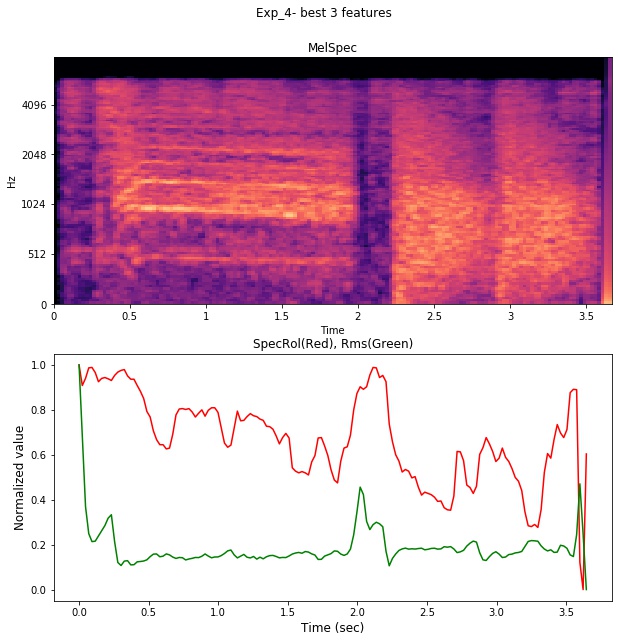 Exp_4- best 3 features
MelSpec
4096
2048
1024
512
0
Hz
0 0.5 1 1.5 2 2.5 3 3.5
Time
SpecRol(Red), Rms(Green)
1.0
0.8
0.6
0.4
0.2
0.0
Normalized value
0.0 0.5 1.0 1.5 2.0 2.5 3.0 3.5
Time (sec)